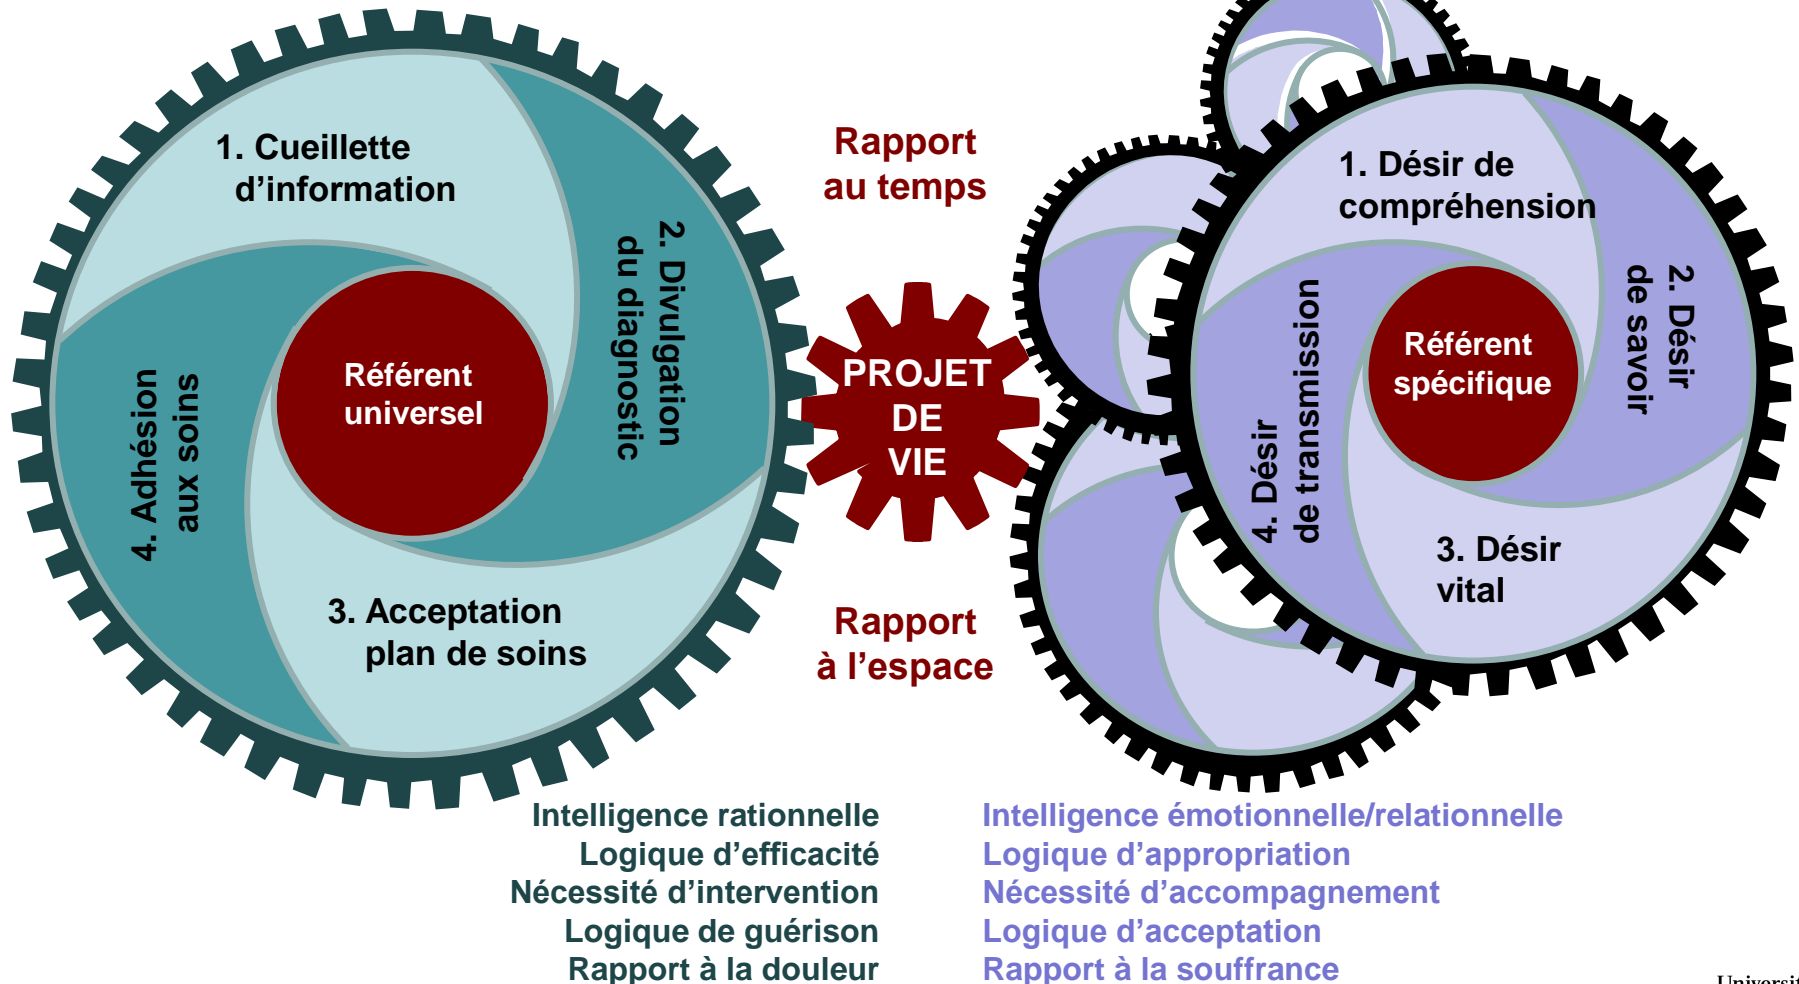 1. Cueillette
d’information
2. Divulgation
du diagnostic
3. Acceptation
plan de soins
4. Adhésion
aux soins
Référent
universel
Rapport
au temps
PROJET
DE
VIE
Rapport
à l’espace
1. Désir de
compréhension
2. Désir
de savoir
3. Désir
vital
4. Désir
de transmission
Référent
spécifique
Intelligence rationnelle
Logique d’efficacité
Nécessité d’intervention
Logique de guérison
Rapport à la douleur
Intelligence émotionnelle/relationnelle
Logique d’appropriation
Nécessité d’accompagnement
Logique d’acceptation
Rapport à la souffrance